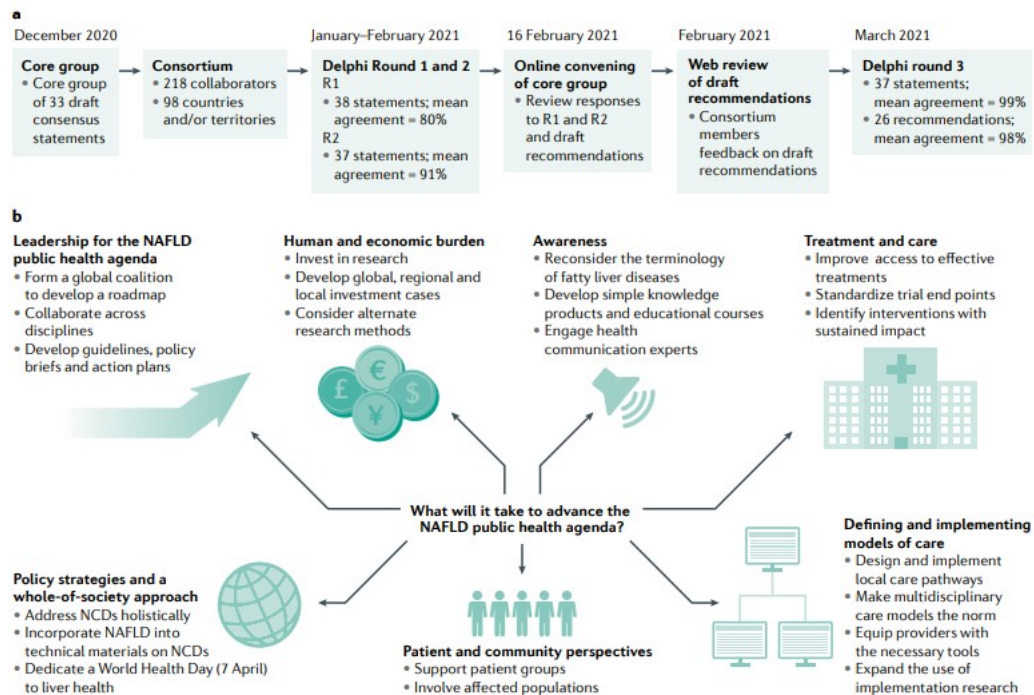 a
December 2020
Core group
• Core group
of 33 draft
consensus
statements
Consortium
• 218 collaborators
• 98 countries
and/or territories
January–February 2021
Delphi Round 1 and 2
R1
• 38 statements; mean
agreement = 80%
R2
• 37 statements; mean
agreement = 91%
16 February 2021
Online convening
of core group
• Review responses
to R1 and R2
and draft
recommendations
February 2021
Web review
of draft
recommendations
• Consortium
members
feedback on draft
recommendations
March 2021
Delphi round 3
• 37 statements;
mean agreement = 99%
• 26 recommendations;
mean agreement = 98%
b
Leadership for the NAFLD
public health agenda
• Form a global coalition
to develop a roadmap
• Collaborate across
disciplines
• Develop guidelines, policy
briefs and action plans
Human and economic burden
• Invest in research
• Develop global, regional and
local investment cases
• Consider alternate
research methods
£
€
$
¥
Awareness
• Reconsider the terminology
of fatty liver diseases
• Develop simple knowledge
products and educational courses
• Engage health
communication experts
Treatment and care
• Improve access to effective
treatments
• Standardize trial end points
• Identify interventions with
sustained impact
What will it take to advance the
NAFLD public health agenda?
Policy strategies and a
whole-of-society approach
• Address NCDs holistically
• Incorporate NAFLD into
technical materials on NCDs
• Dedicate a World Health Day (7 April)
to liver health
Patient and community perspectives
• Support patient groups
• Involve affected populations
Defining and implementing
models of care
• Design and implement
local care pathways
• Make multidisciplinary
care models the norm
• Equip providers with
the necessary tools
• Expand the use of
implementation research